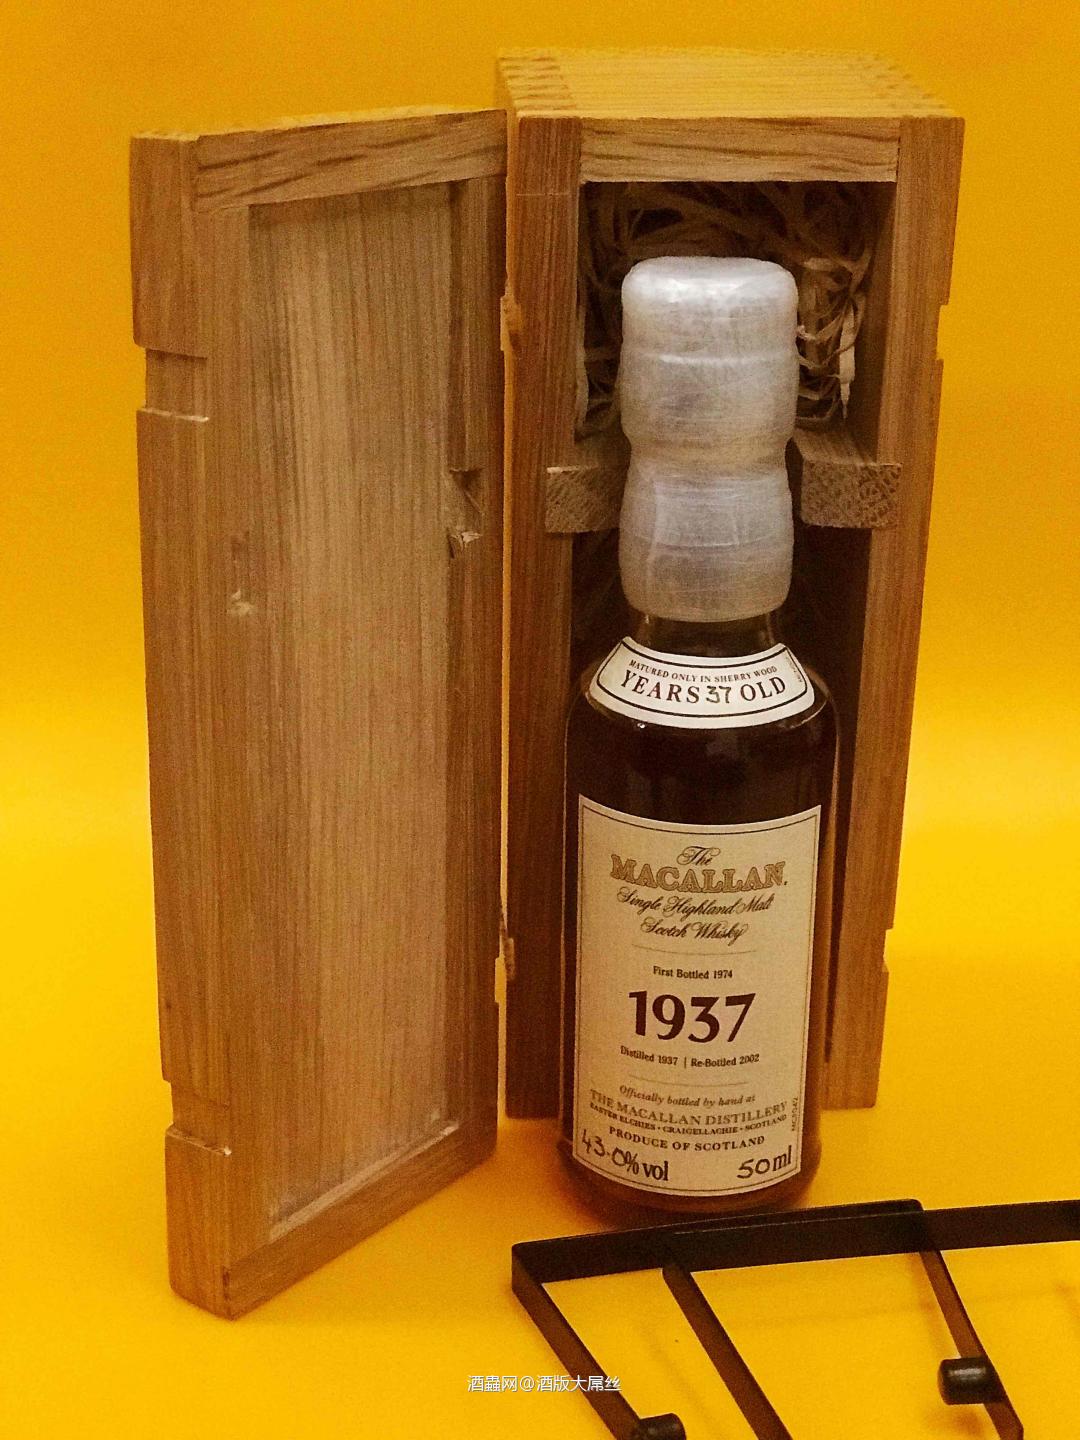 MATURED ONLY IN SHERRY WOOD
YEARS 37 OLD
The
MACALLAN.
Single Highland Malt
Scotch Whisky
First Bottled 1974
1937
Distilled 1937 | Re-Bottled 2002
Officially bottled by hand at
THE MACALLAN DISTILLERY
EASTER ELCHIES • CRAIGELLACHIE • SCOTLAND
PRODUCE OF SCOTLAND
43.0% vol 50ml
酒蟲网@酒版大屌丝